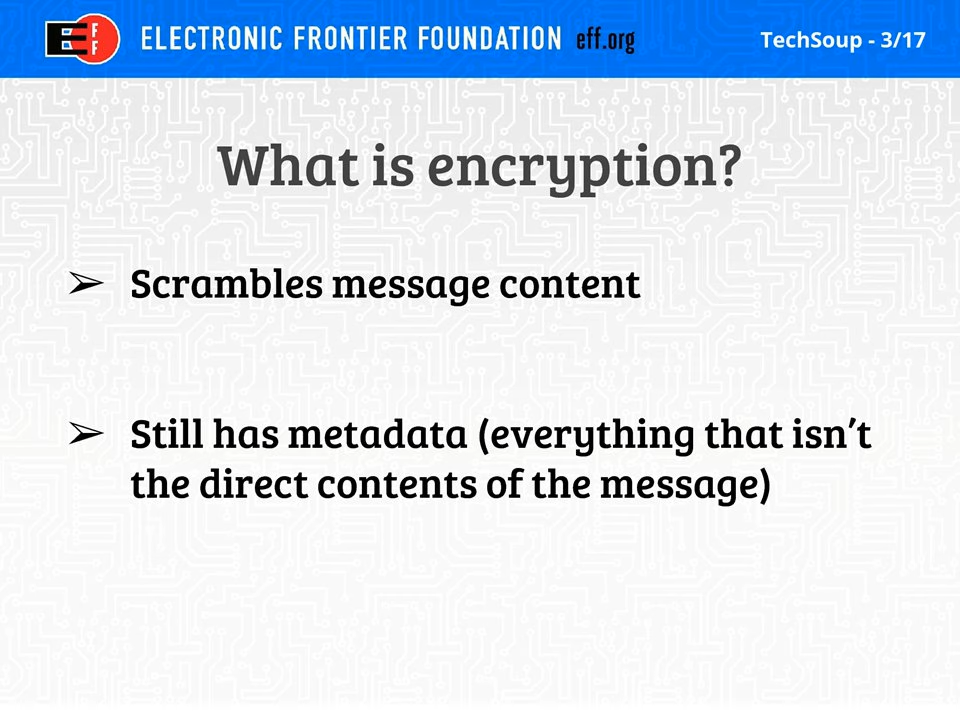 EFF ELECTRONIC FRONTIER FOUNDATION eff.org TechSoup - 3/17
What is encryption?
➢ Scrambles message content
➢ Still has metadata (everything that isn’t
the direct contents of the message)